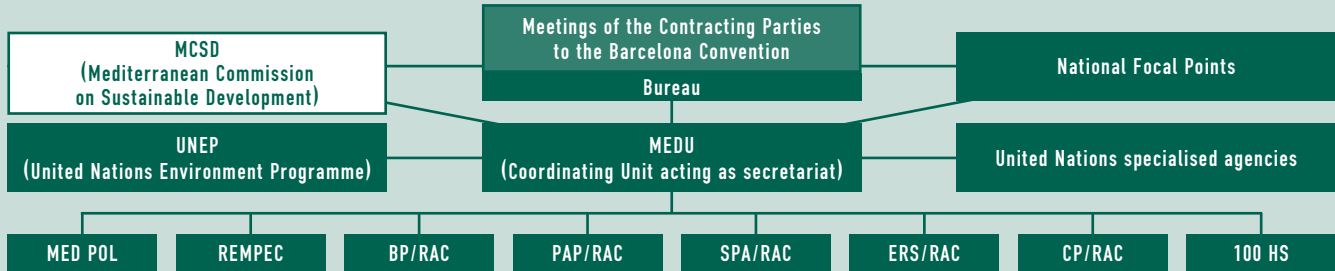 MCSD
(Mediterranean Commission
on Sustainable Development)
Meetings of the Contracting Parties
to the Barcelona Convention
Bureau
National Focal Points
UNEP
(United Nations Environment Programme)
MEDU
(Coordinating Unit acting as secretariat)
United Nations specialised agencies
MED POL
REMPEC
BP/RAC
PAP/RAC
SPA/RAC
ERS/RAC
CP/RAC
100 HS